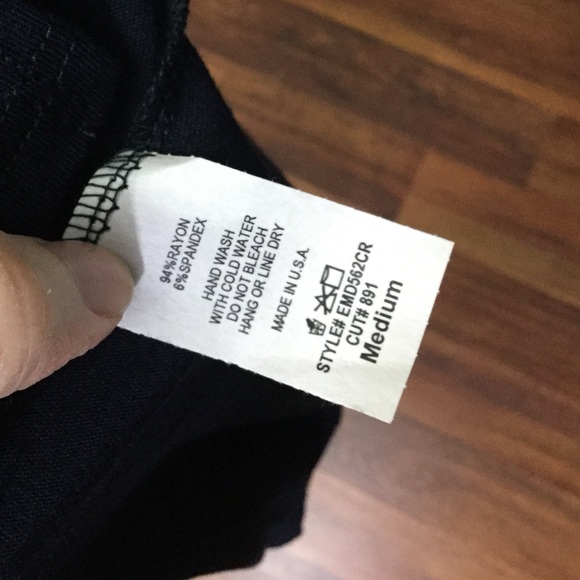 94%RAYON
6%SPANDEX
HAND WASH
WITH COLD WATER
DO NOT BLEACH
HANG OR LINE DRY
MADE IN U.S.A.
STYLE# EMD562CR
CUT# 891
Medium